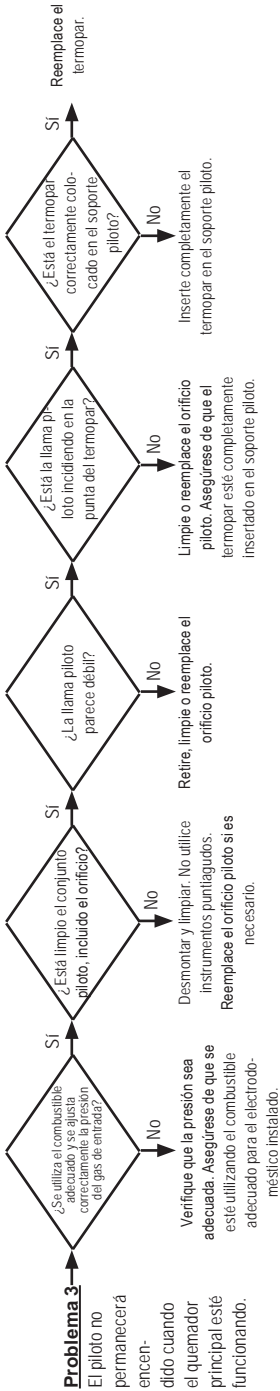 Problema 3
El piloto no
permanecerá
encen-
dido cuando
el quemador
principal esté
funcionando.
¿Se utiliza el combustible
adecuado y se ajusta
correctamente la presión
del gas de entrada?
Sí
No
Verifique que la presión sea
adecuada. Asegúrese de que se
esté utilizando el combustible
adecuado para el electrodo-
méstico instalado.
¿Está limpio el conjunto
piloto, incluido el orificio?
Sí
No
Desmontar y limpiar. No utilice
instrumentos puntiagudos.
Reemplace el orificio piloto si es
necesario.
¿La llama piloto
parece débil?
Sí
No
Retire, limpie o reemplace el
orificio piloto.
¿Está la llama pi-
loto incidiendo en la
punta del termopar?
Sí
No
Limpie o reemplace el orificio
piloto. Asegúrese de que el
termopar esté completamente
insertado en el soporte piloto.
¿Está el termopar
correctamente colo-
cado en el soporte
piloto?
Sí
No
Inserte completamente el
termopar en el soporte piloto.
Reemplace el
termopar.